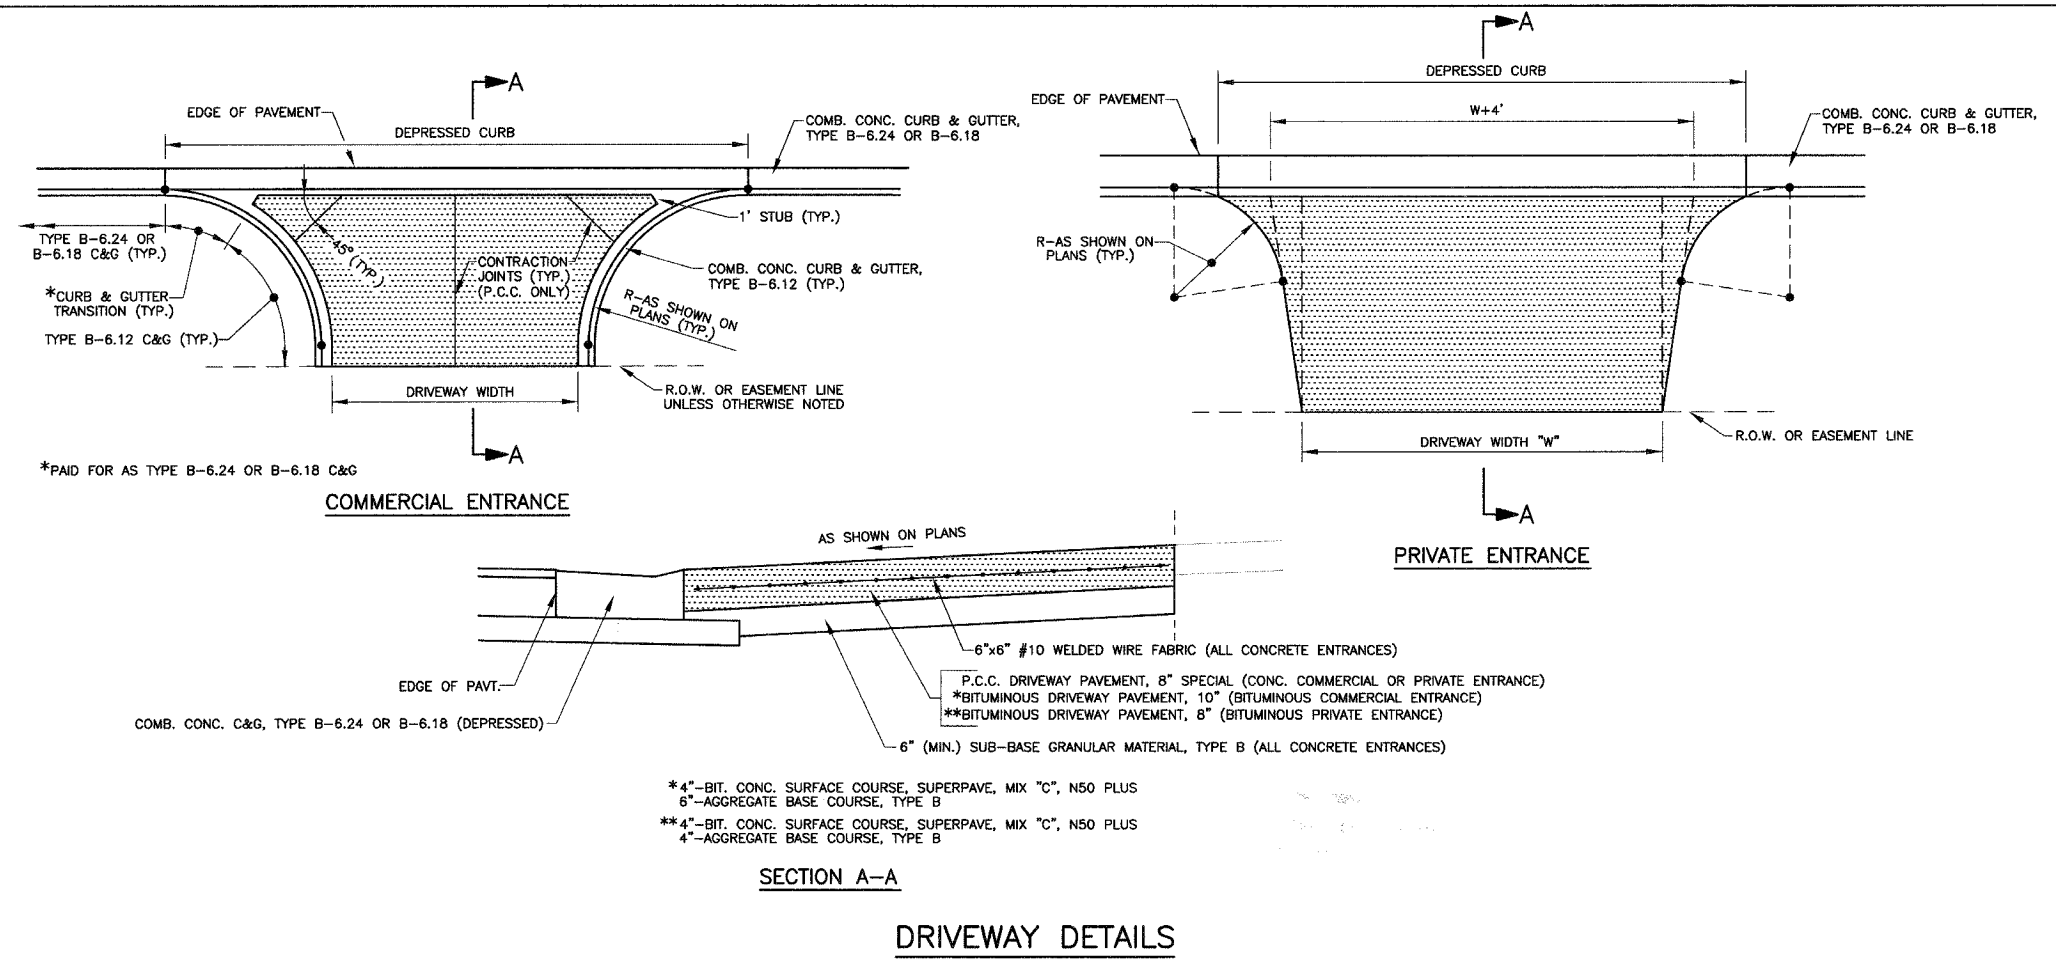 A
EDGE OF PAVEMENT
DEPRESSED CURB
COMB. CONC. CURB & GUTTER,
TYPE B-6.24 OR B-6.18
TYPE B-6.24 OR
B-6.18 C&G (TYP.)
*CURB & GUTTER
TRANSITION (TYP.)
TYPE B-6.12 C&G (TYP.)
45° (TYP.)
CONTRACTION
JOINTS (TYP.)
(P.C.C. ONLY)
1' STUB (TYP.)
COMB. CONC. CURB & GUTTER,
TYPE B-6.12 (TYP.)
R-AS SHOWN ON
PLANS (TYP.)
DRIVEWAY WIDTH
R.O.W. OR EASEMENT LINE
UNLESS OTHERWISE NOTED
A
*PAID FOR AS TYPE B-6.24 OR B-6.18 C&G
COMMERCIAL ENTRANCE
A
DEPRESSED CURB
EDGE OF PAVEMENT
W+4'
COMB. CONC. CURB & GUTTER,
TYPE B-6.24 OR B-6.18
R-AS SHOWN ON
PLANS (TYP.)
DRIVEWAY WIDTH "W"
R.O.W. OR EASEMENT LINE
A
PRIVATE ENTRANCE
AS SHOWN ON PLANS
6"x6" #10 WELDED WIRE FABRIC (ALL CONCRETE ENTRANCES)
EDGE OF PAVT.
P.C.C. DRIVEWAY PAVEMENT, 8" SPECIAL (CONC. COMMERCIAL OR PRIVATE ENTRANCE)
*BITUMINOUS DRIVEWAY PAVEMENT, 10" (BITUMINOUS COMMERCIAL ENTRANCE)
**BITUMINOUS DRIVEWAY PAVEMENT, 8" (BITUMINOUS PRIVATE ENTRANCE)
COMB. CONC. C&G, TYPE B-6.24 OR B-6.18 (DEPRESSED)
6" (MIN.) SUB-BASE GRANULAR MATERIAL, TYPE B (ALL CONCRETE ENTRANCES)
*4"-BIT. CONC. SURFACE COURSE, SUPERPAVE, MIX "C", N50 PLUS
6"-AGGREGATE BASE COURSE, TYPE B
**4"-BIT. CONC. SURFACE COURSE, SUPERPAVE, MIX "C", N50 PLUS
4"-AGGREGATE BASE COURSE, TYPE B
SECTION A-A
DRIVEWAY DETAILS